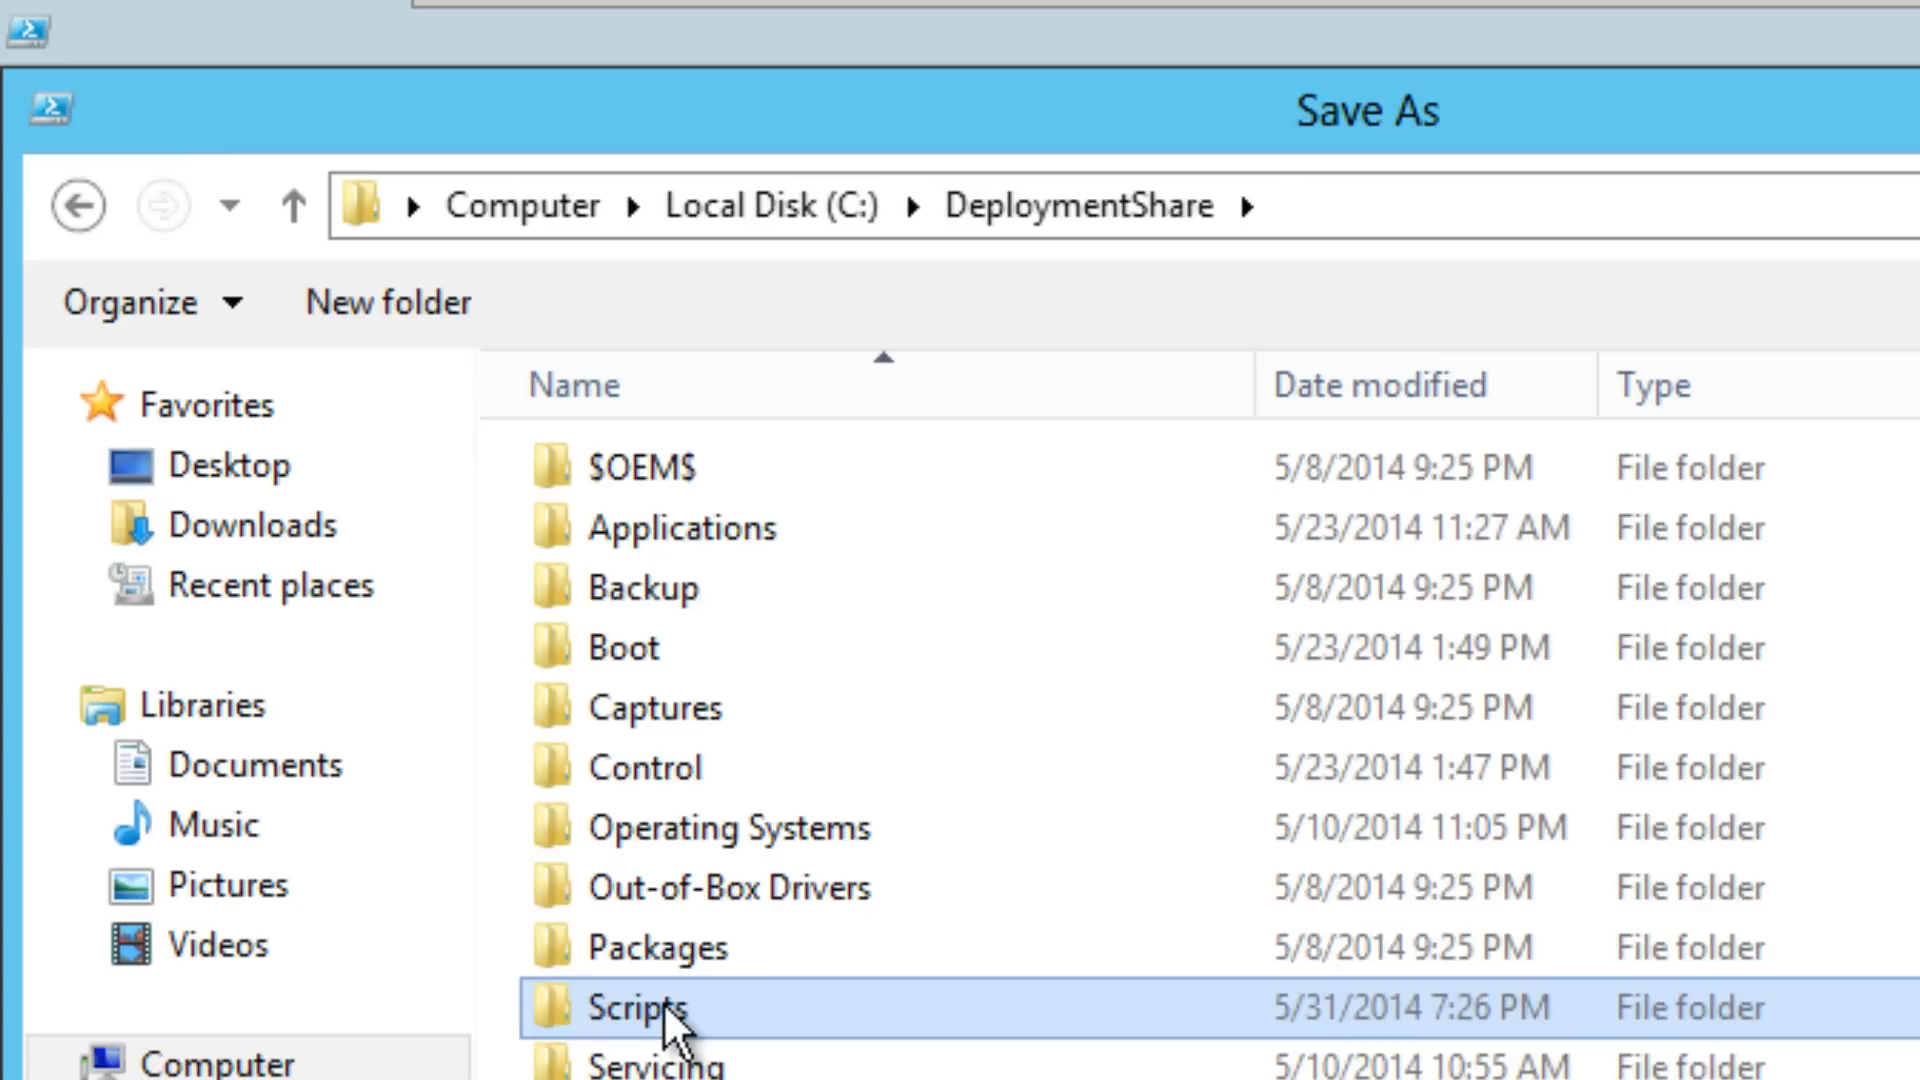 Save As
Computer Local Disk (C:) DeploymentShare
Organize New folder
Name Date modified Type
Favorites
Desktop
Downloads
Recent places
Libraries
Documents
Music
Pictures
Videos
Computer
$OEM$ 5/8/2014 9:25 PM File folder
Applications 5/23/2014 11:27 AM File folder
Backup 5/8/2014 9:25 PM File folder
Boot 5/23/2014 1:49 PM File folder
Captures 5/8/2014 9:25 PM File folder
Control 5/23/2014 1:47 PM File folder
Operating Systems 5/10/2014 11:05 PM File folder
Out-of-Box Drivers 5/8/2014 9:25 PM File folder
Packages 5/8/2014 9:25 PM File folder
Scripts 5/31/2014 7:26 PM File folder
Servicing 5/10/2014 10:55 AM File folder